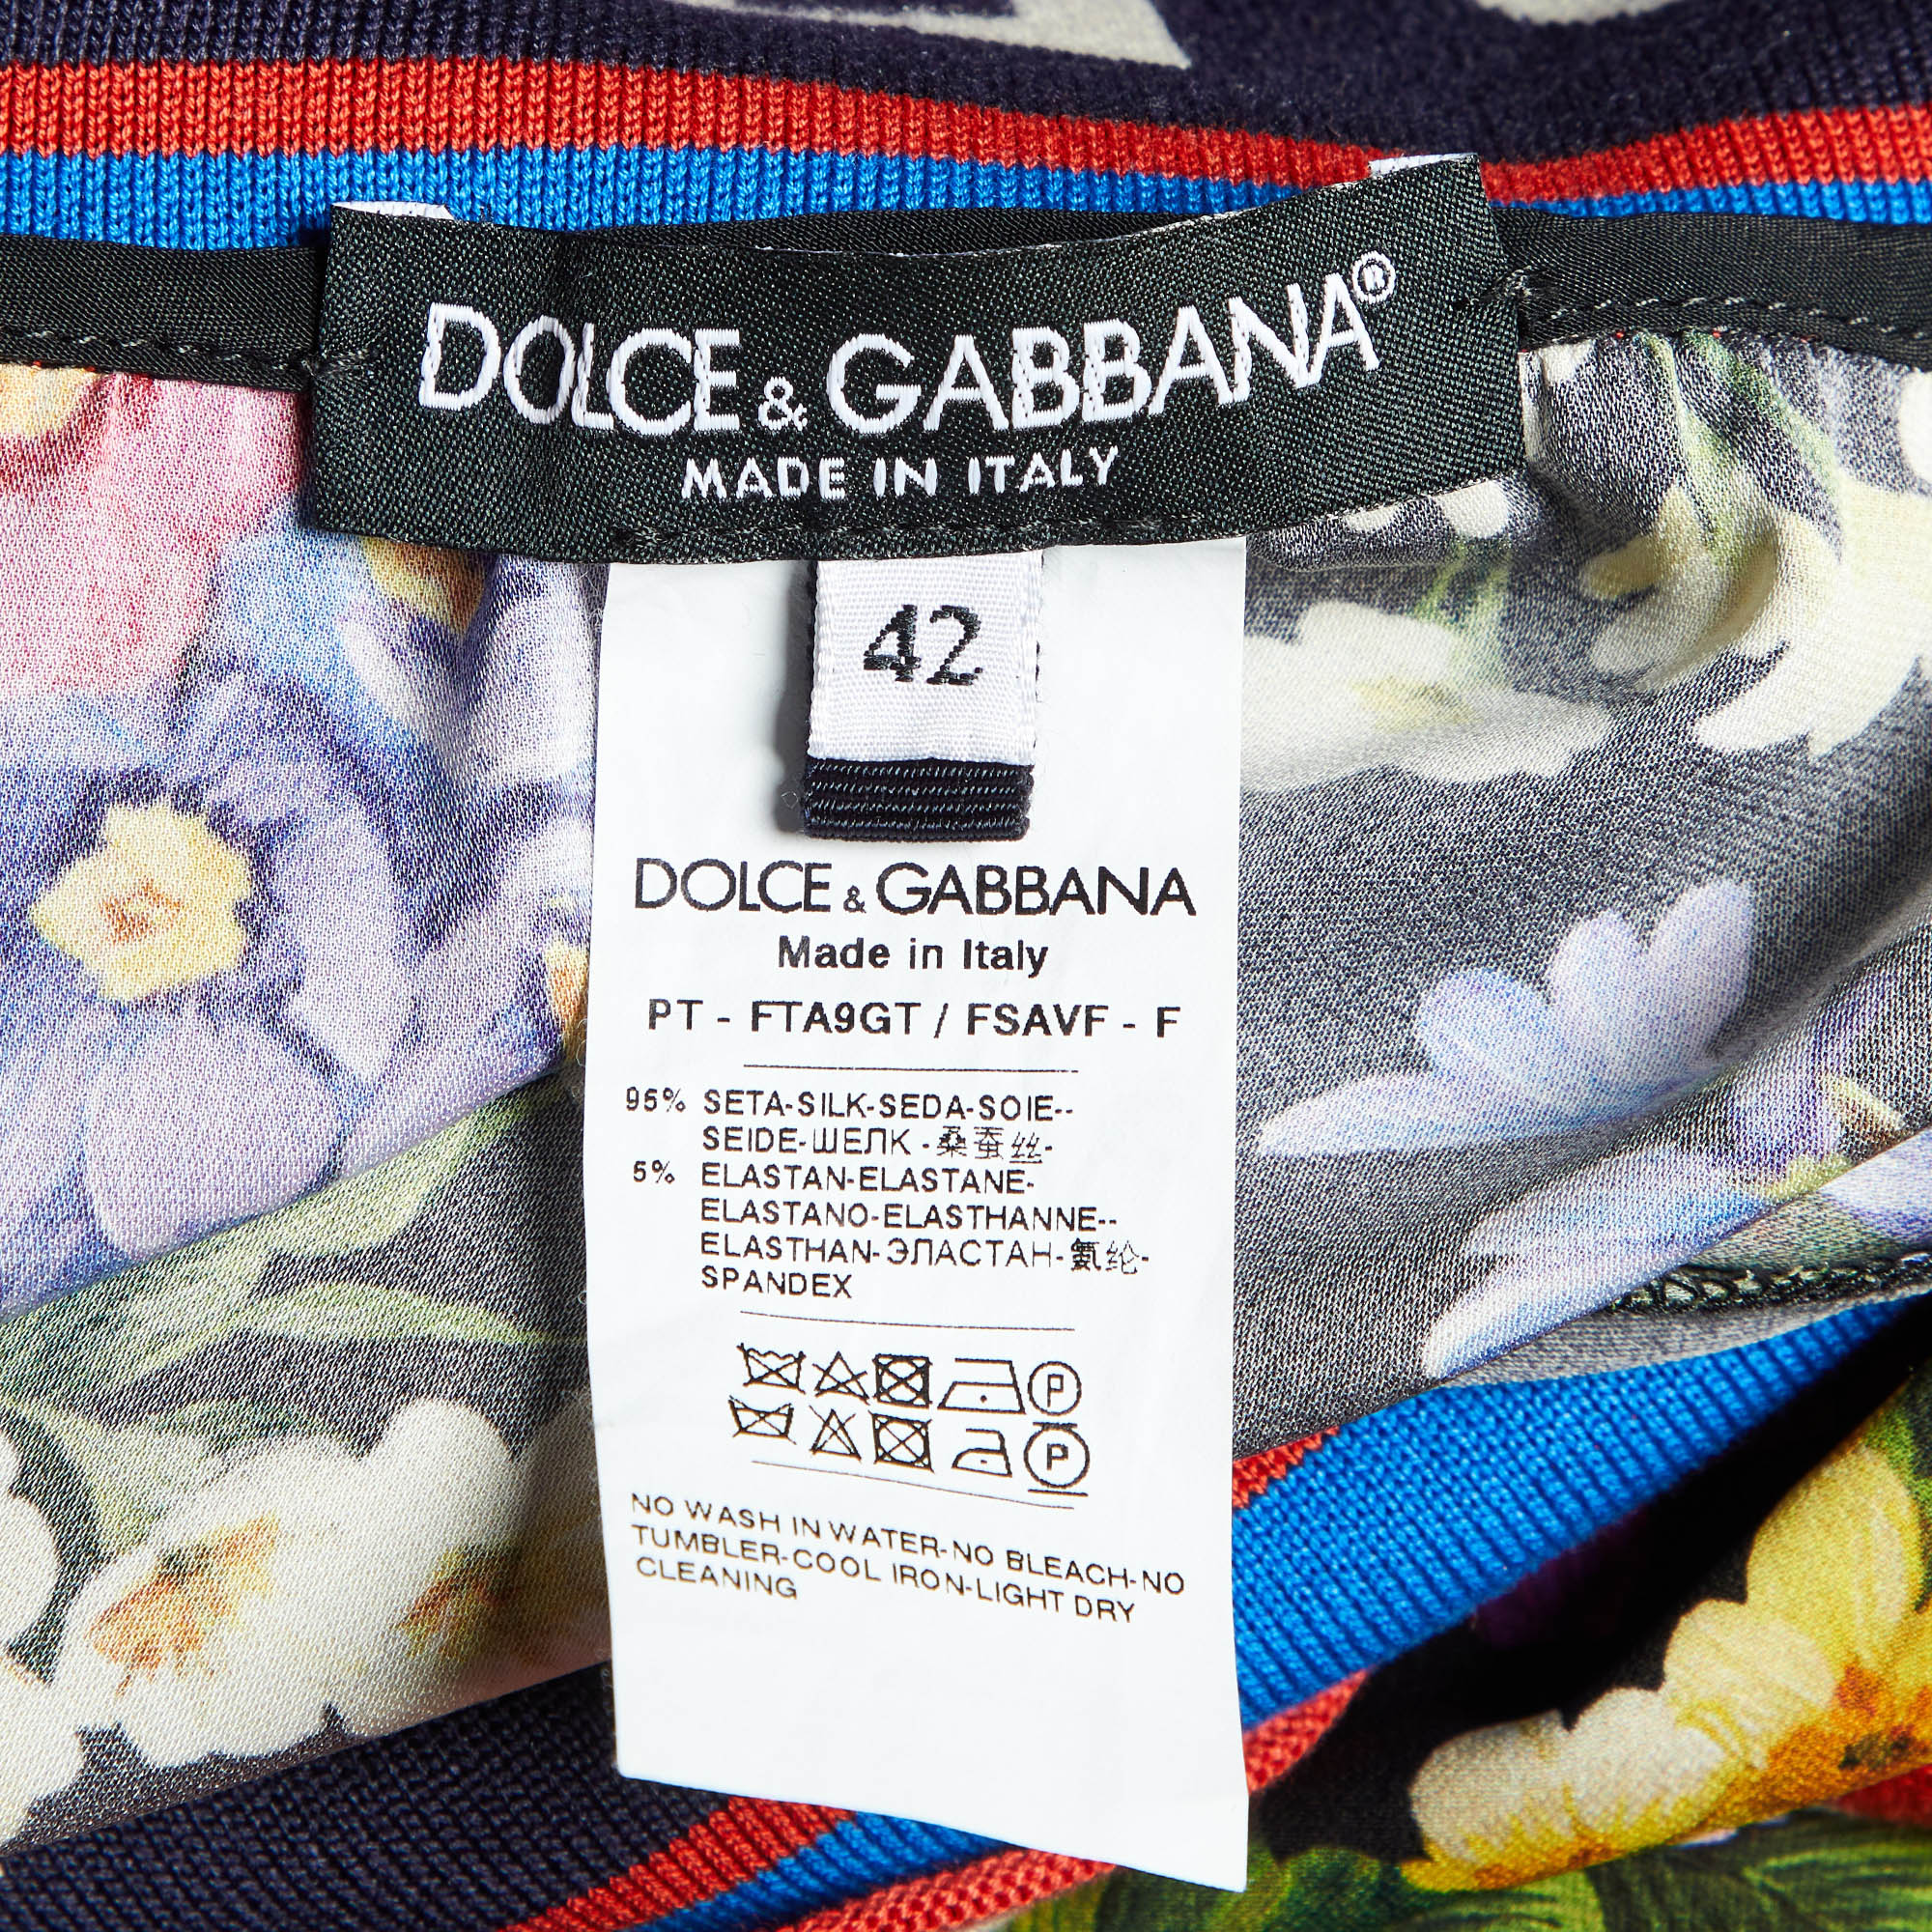 DOLCE & GABBANA®
MADE IN ITALY
42
DOLCE & GABBANA
Made in Italy
PT - FTA9GT / FSAVF - F
95% SETA-SILK-SEDA-SOIE--
SEIDE-ШЕЛК -桑蚕丝-
5% ELASTAN-ELASTANE-
ELASTANO-ELASTHANNE--
ELASTHAN-ЭЛАСТАН-氨纶-
SPANDEX
P
P
NO WASH IN WATER-NO BLEACH-NO
TUMBLER-COOL IRON-LIGHT DRY
CLEANING